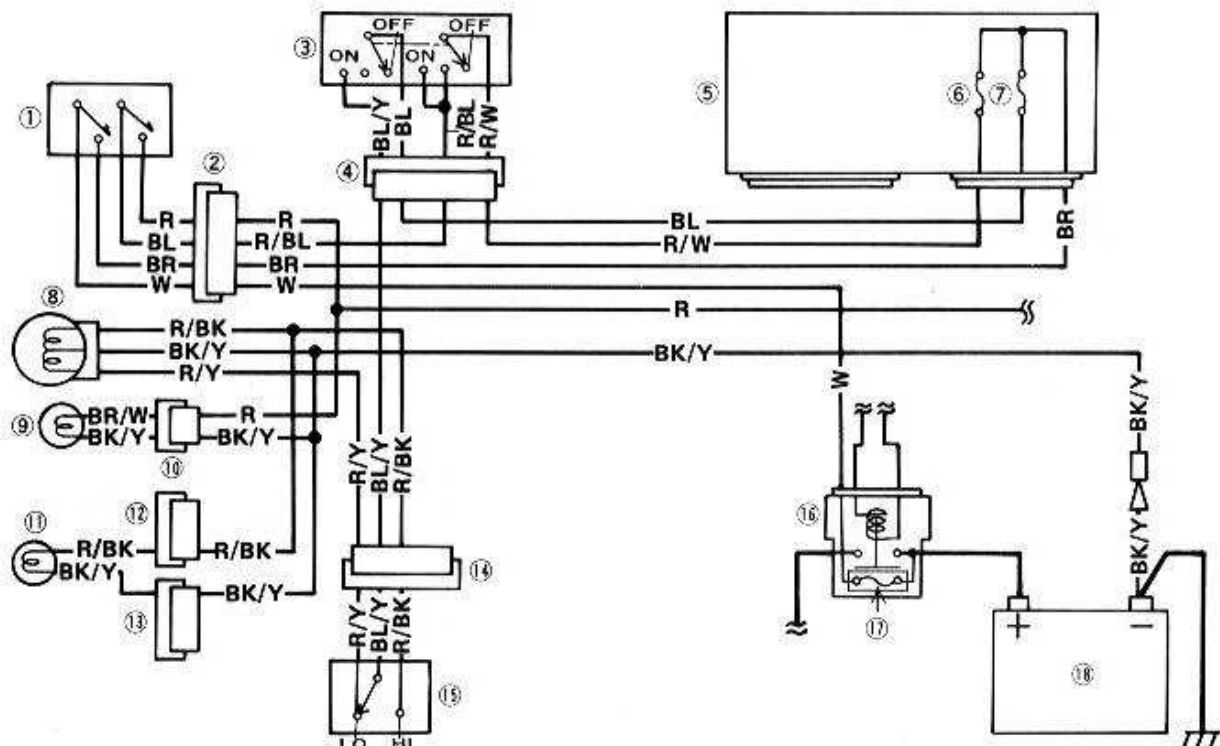 ③ OFF OFF
ON ON
①
②
BL/Y BL R/BL R/W
④
⑤ ⑥ ⑦
R R
BL R/BL
BR BR
W W
BL
R/W
BR
⑧
R/BK
BK/Y
R/Y
R
BK/Y
W
BK/Y
⑨
BR/W R
BK/Y BK/Y
⑩
R/Y BL/Y R/BK
⑪
⑫
R/BK R/BK
BK/Y BK/Y
⑬
⑭
R/Y BL/Y R/BK
⑮
LO HI
⑯
⑰
BK/Y
+ −
⑱